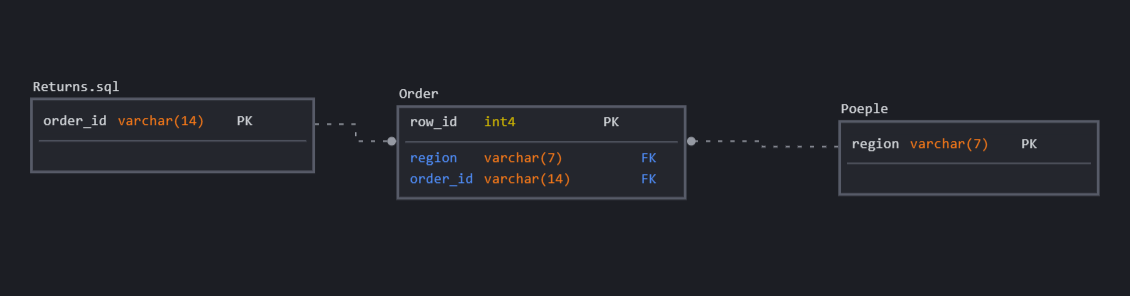 Returns.sql
order_id varchar(14) PK
Order
row_id int4 PK
region varchar(7) FK
order_id varchar(14) FK
Poeple
region varchar(7) PK